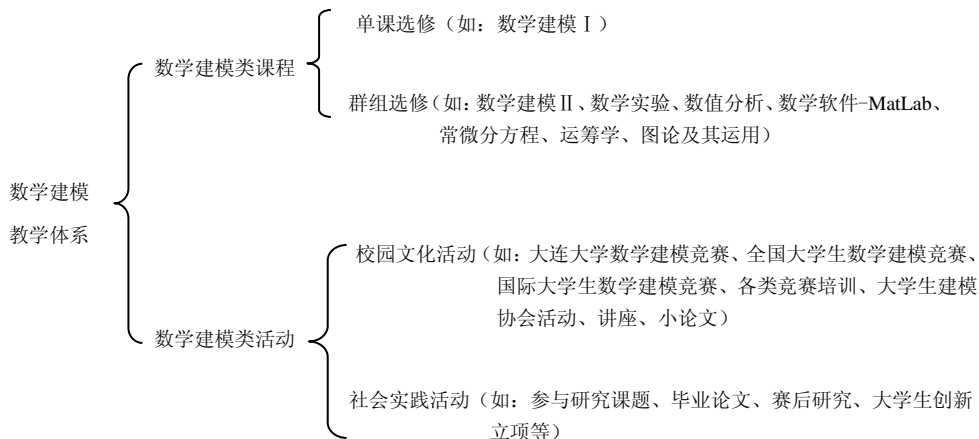 单课选修（如：数学建模Ⅰ）
数学建模类课程
群组选修（如：数学建模Ⅱ、数学实验、数值分析、数学软件-MatLab、
常微分方程、运筹学、图论及其运用）
数学建模
教学体系
校园文化活动（如：大连大学数学建模竞赛、全国大学生数学建模竞赛、
国际大学生数学建模竞赛、各类竞赛培训、大学生建模
协会活动、讲座、小论文）
数学建模类活动
社会实践活动（如：参与研究课题、毕业论文、赛后研究、大学生创新
立项等）